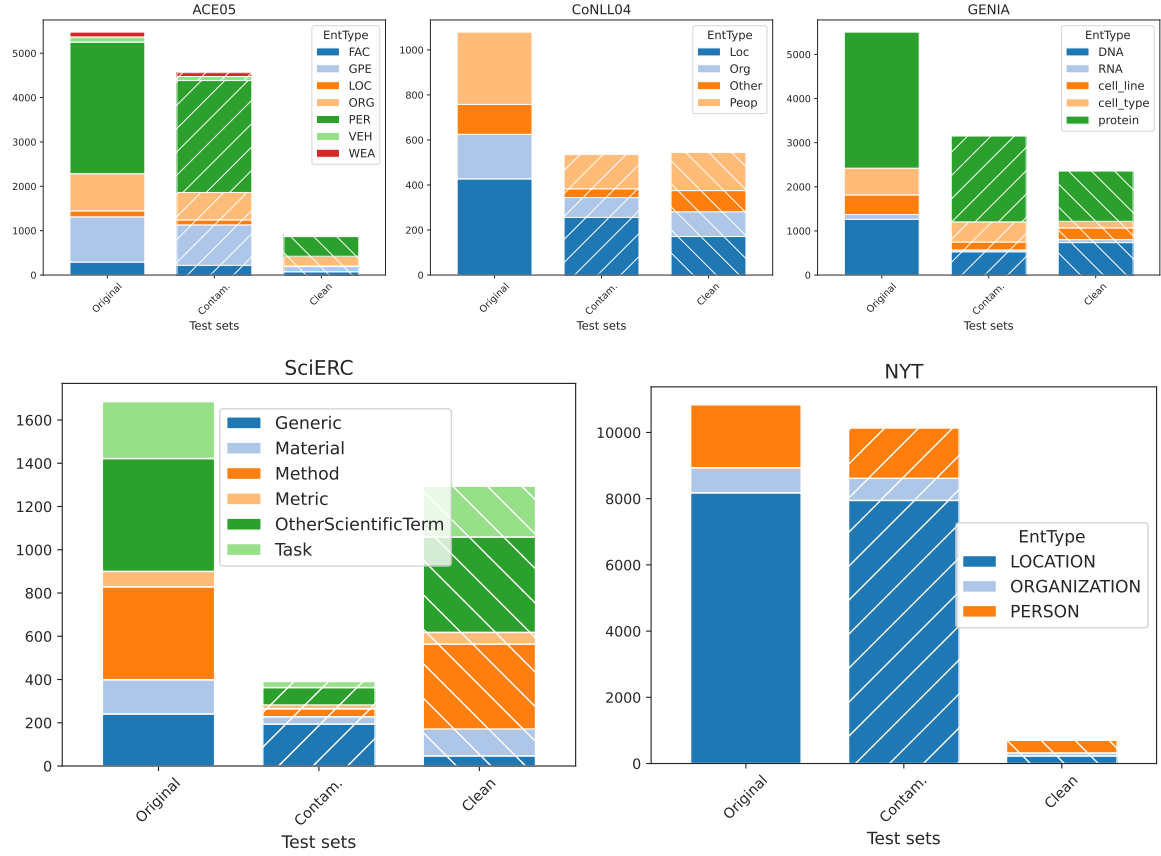 ACE05
5000
4000
3000
2000
1000
0
EntType
FAC
GPE
LOC
ORG
PER
VEH
WEA
Original
Contam.
Clean
Test sets
CoNLL04
1000
800
600
400
200
0
EntType
Loc
Org
Other
Peop
Original
Contam.
Clean
Test sets
GENIA
5000
4000
3000
2000
1000
0
EntType
DNA
RNA
cell_line
cell_type
protein
Original
Contam.
Clean
Test sets
SciERC
1600
1400
1200
1000
800
600
400
200
0
Generic
Material
Method
Metric
OtherScientificTerm
Task
Original
Contam.
Clean
Test sets
NYT
10000
8000
6000
4000
2000
0
EntType
LOCATION
ORGANIZATION
PERSON
Original
Contam.
Clean
Test sets